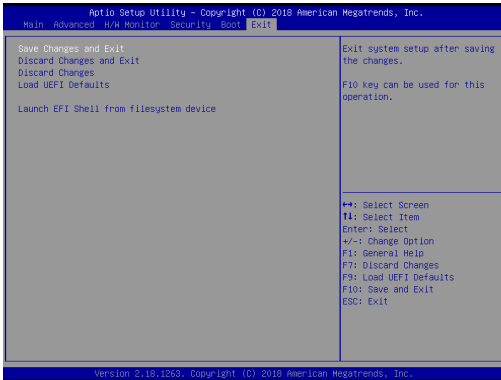 Aptio Setup Utility - Copyright (C) 2018 American Megatrends, Inc.
Main Advanced H/W Monitor Security Boot Exit
Save Changes and Exit
Discard Changes and Exit
Discard Changes
Load UEFI Defaults
Launch EFI Shell from filesystem device
Exit system setup after saving
the changes.
F10 key can be used for this
operation.
↔: Select Screen
↑↓: Select Item
Enter: Select
+/-: Change Option
F1: General Help
F7: Discard Changes
F9: Load UEFI Defaults
F10: Save and Exit
ESC: Exit
Version 2.18.1263. Copyright (C) 2018 American Megatrends, Inc.